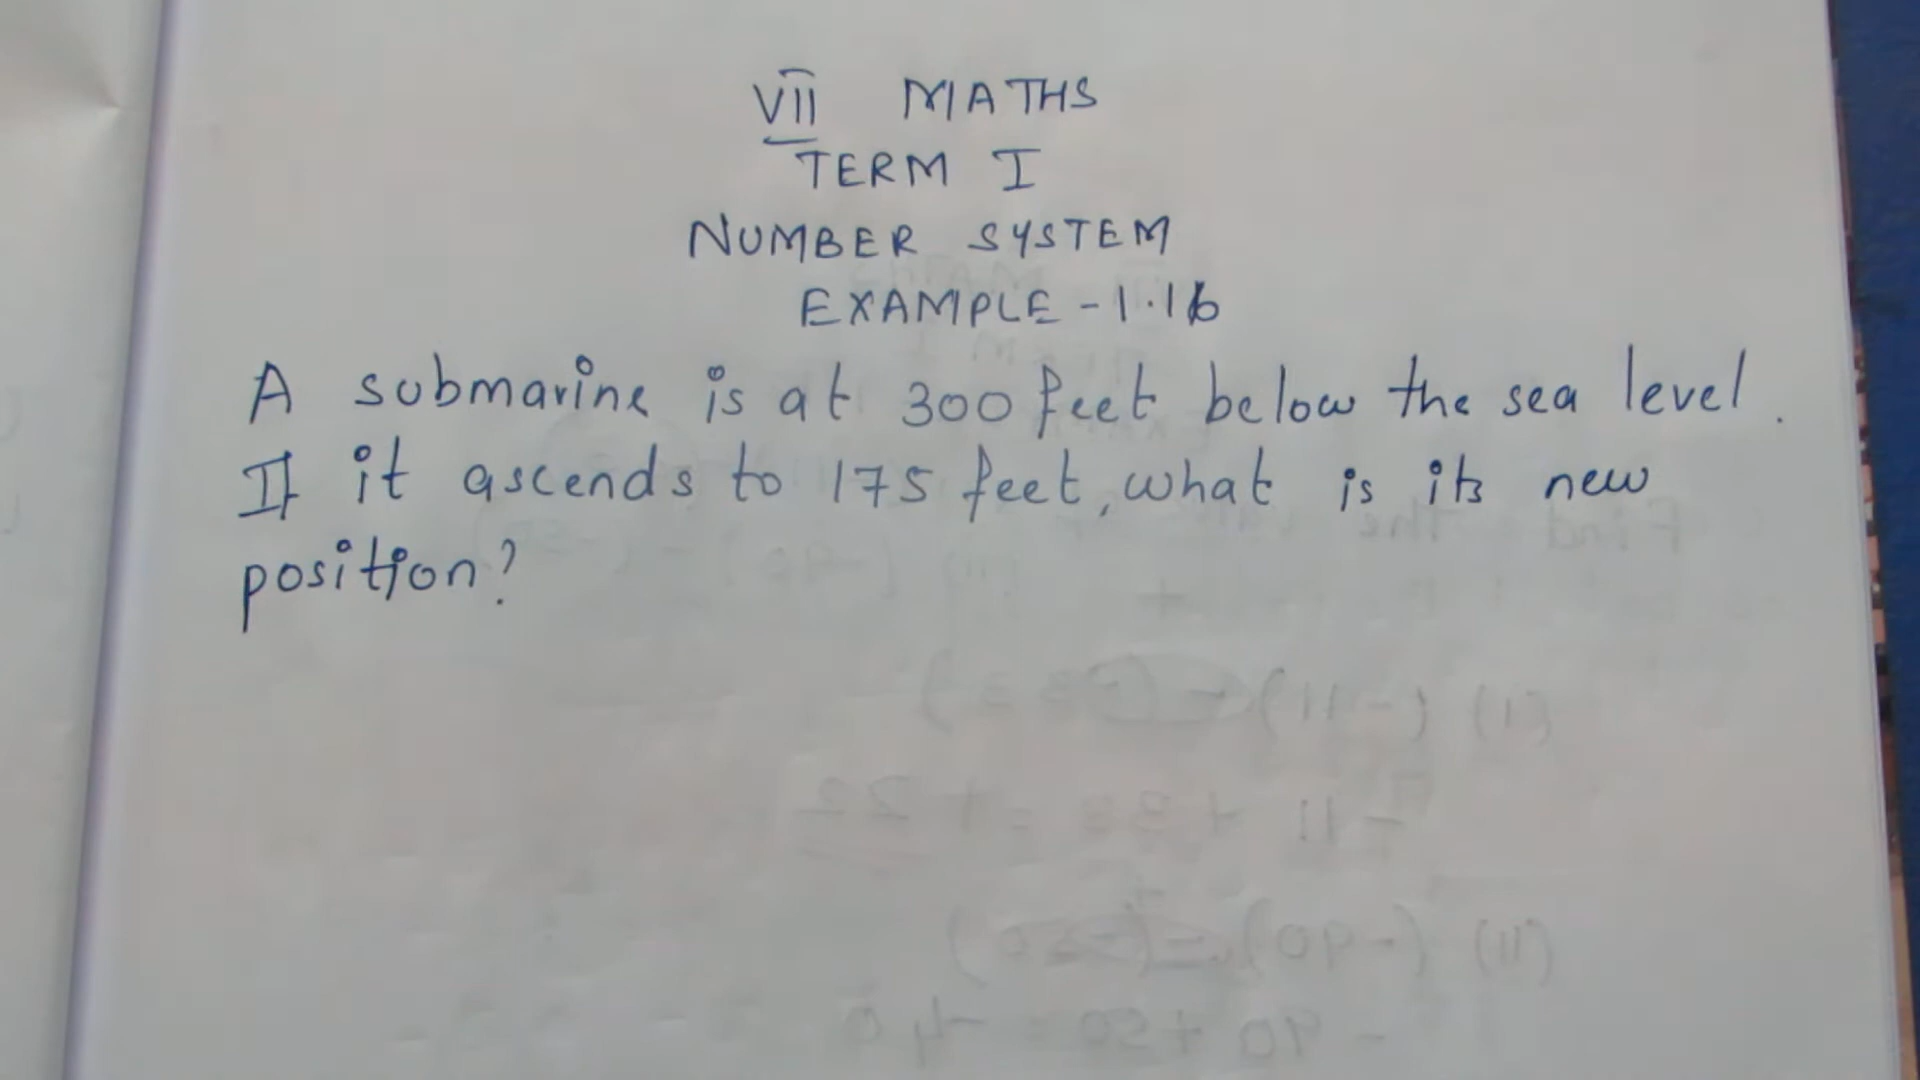 VII MATHS
TERM I
NUMBER SYSTEM
EXAMPLE - 1.16
A submarine is at 300 feet below the sea level.
If it ascends to 175 feet, what is its new
position?